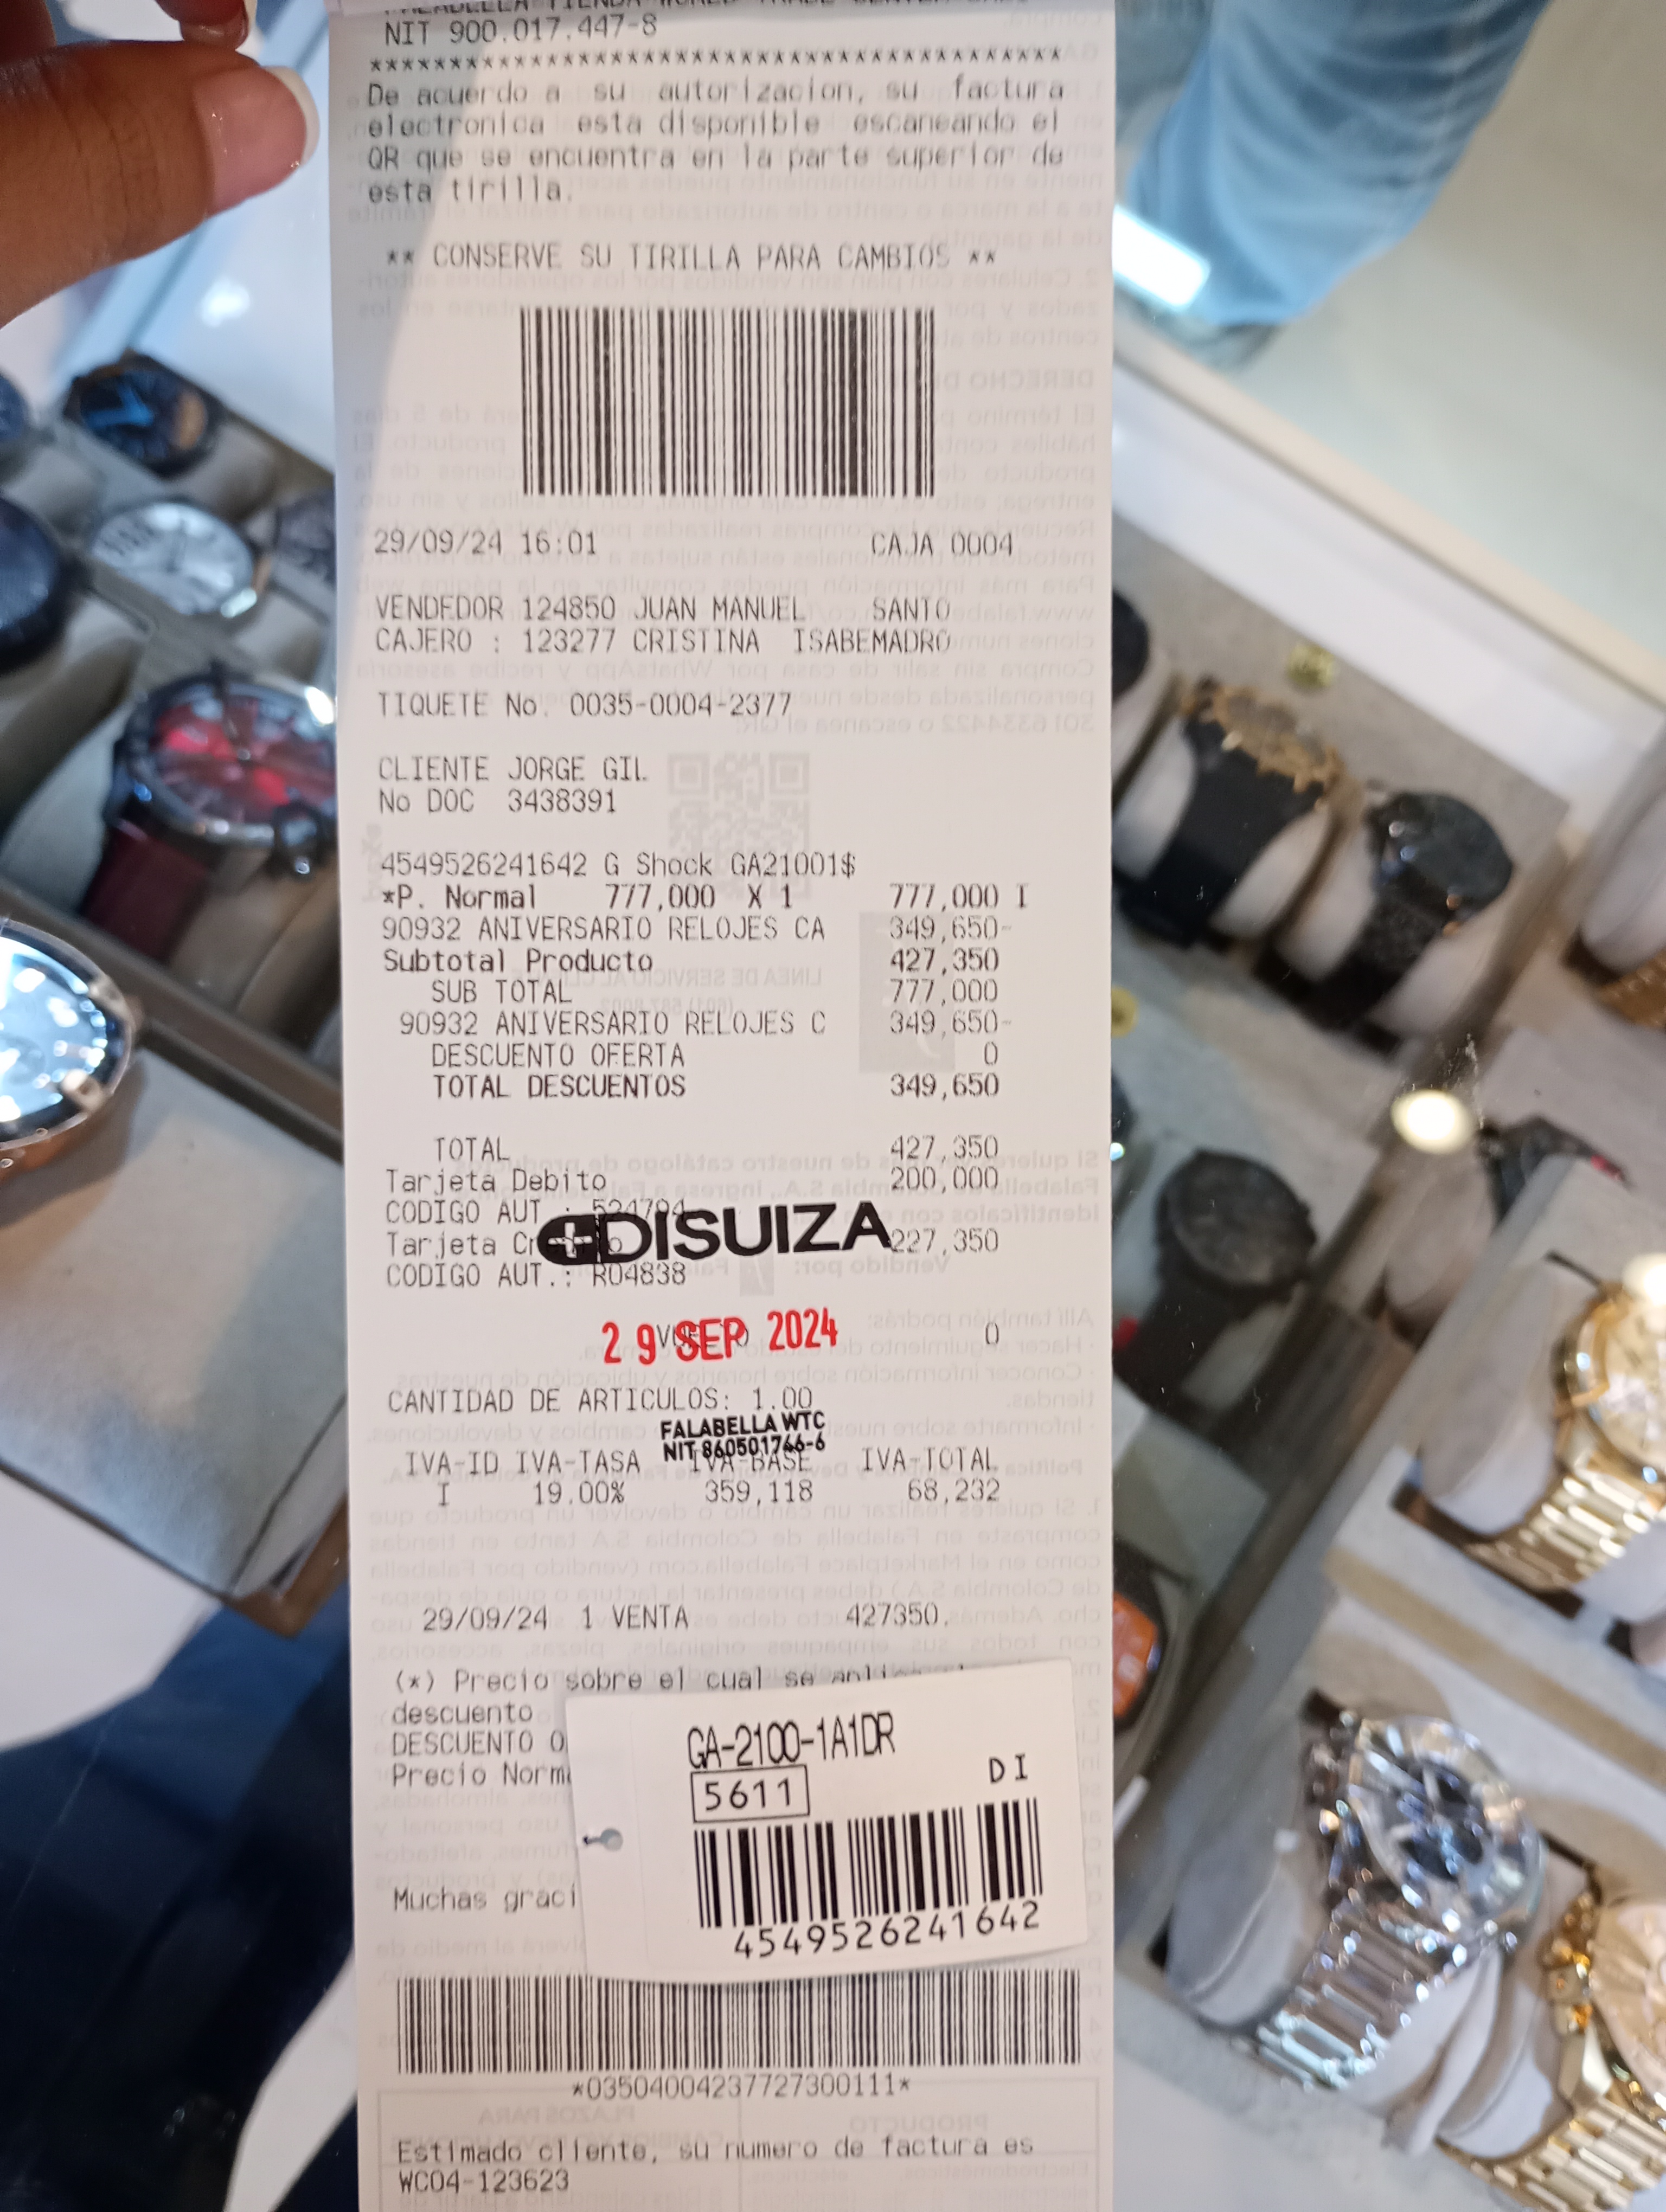 NIT 900.017.447-8
******************************************
De acuerdo a su autorizacion, su factura
electronica esta disponible escaneando el
QR que se encuentra en la parte superior de
esta tirilla.
** CONSERVE SU TIRILLA PARA CAMBIOS **
29/09/24 16:01 CAJA 0004
VENDEDOR 124850 JUAN MANUEL SANTO
CAJERO : 123277 CRISTINA ISABEMADRO
TIQUETE No. 0035-0004-2377
CLIENTE JORGE GIL
No DOC 3438391
4549526241642 G Shock GA21001$
*P. Normal 777,000 X 1 777,000 I
90932 ANIVERSARIO RELOJES CA 349,650-
Subtotal Producto 427,350
SUB TOTAL 777,000
90932 ANIVERSARIO RELOJES C 349,650-
DESCUENTO OFERTA 0
TOTAL DESCUENTOS 349,650
TOTAL 427,350
Tarjeta Debito 200,000
CODIGO AUT.: 524794
DISUIZA
Tarjeta 227,350
CODIGO AUT.: R04838
29 SEP 2024
0
CANTIDAD DE ARTICULOS: 1.00
FALABELLA WTC
NIT 860501746-6
IVA-ID IVA-TASA IVA-BASE IVA-TOTAL
I 19.00% 359,118 68,232
29/09/24 1 VENTA 427350.
(*) Precio sobre el cual se
descuento
DESCUENTO O
Precio Norm
Muchas graci
GA-2100-1A1DR
5611 DI
4549526241642
*03504004237727300111*
Estimado cliente, su numero de factura es
WC04-123623